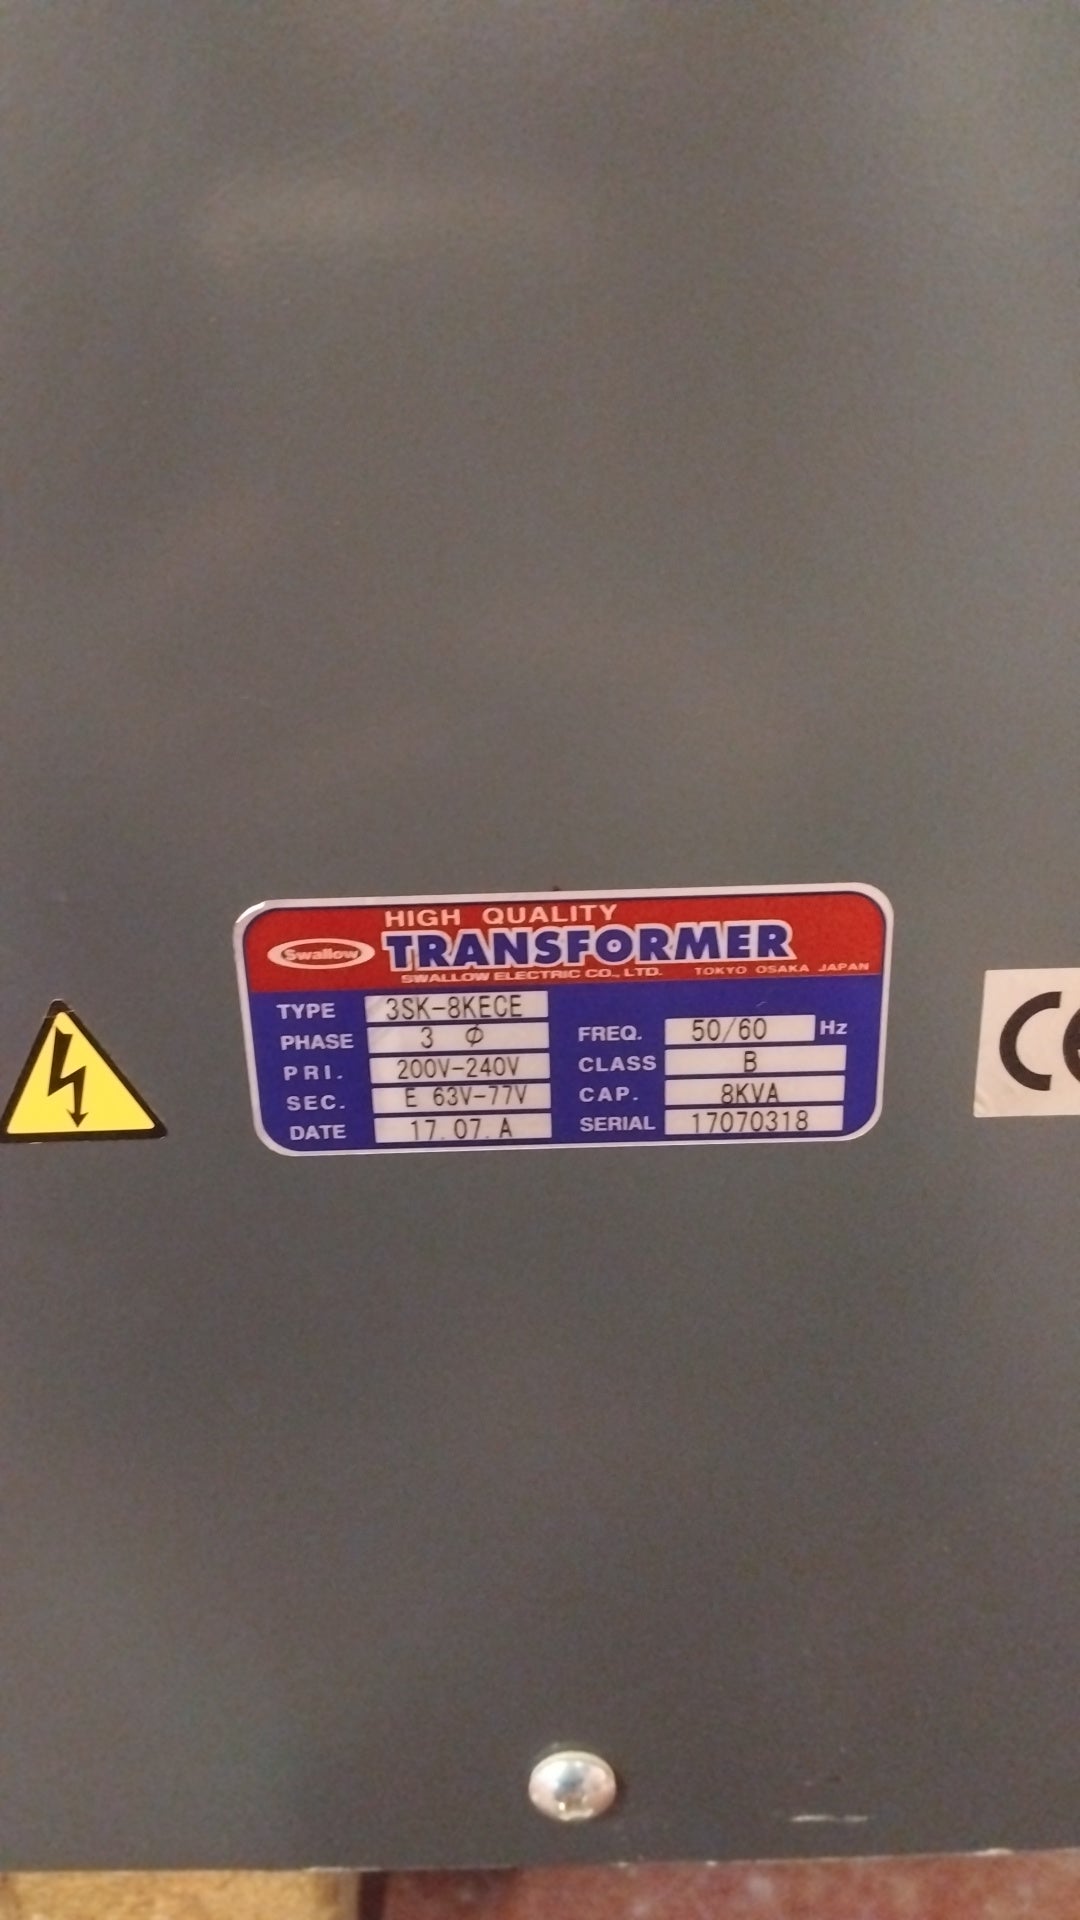 HIGH QUALITY
Swallow TRANSFORMER
SWALLOW ELECTRIC CO., LTD. TOKYO OSAKA JAPAN
TYPE 3SK-8KECE
PHASE 3 Φ FREQ. 50/60 Hz
PRI. 200V-240V CLASS B
SEC. E 63V-77V CAP. 8KVA
DATE 17.07.A SERIAL 17070318
CE